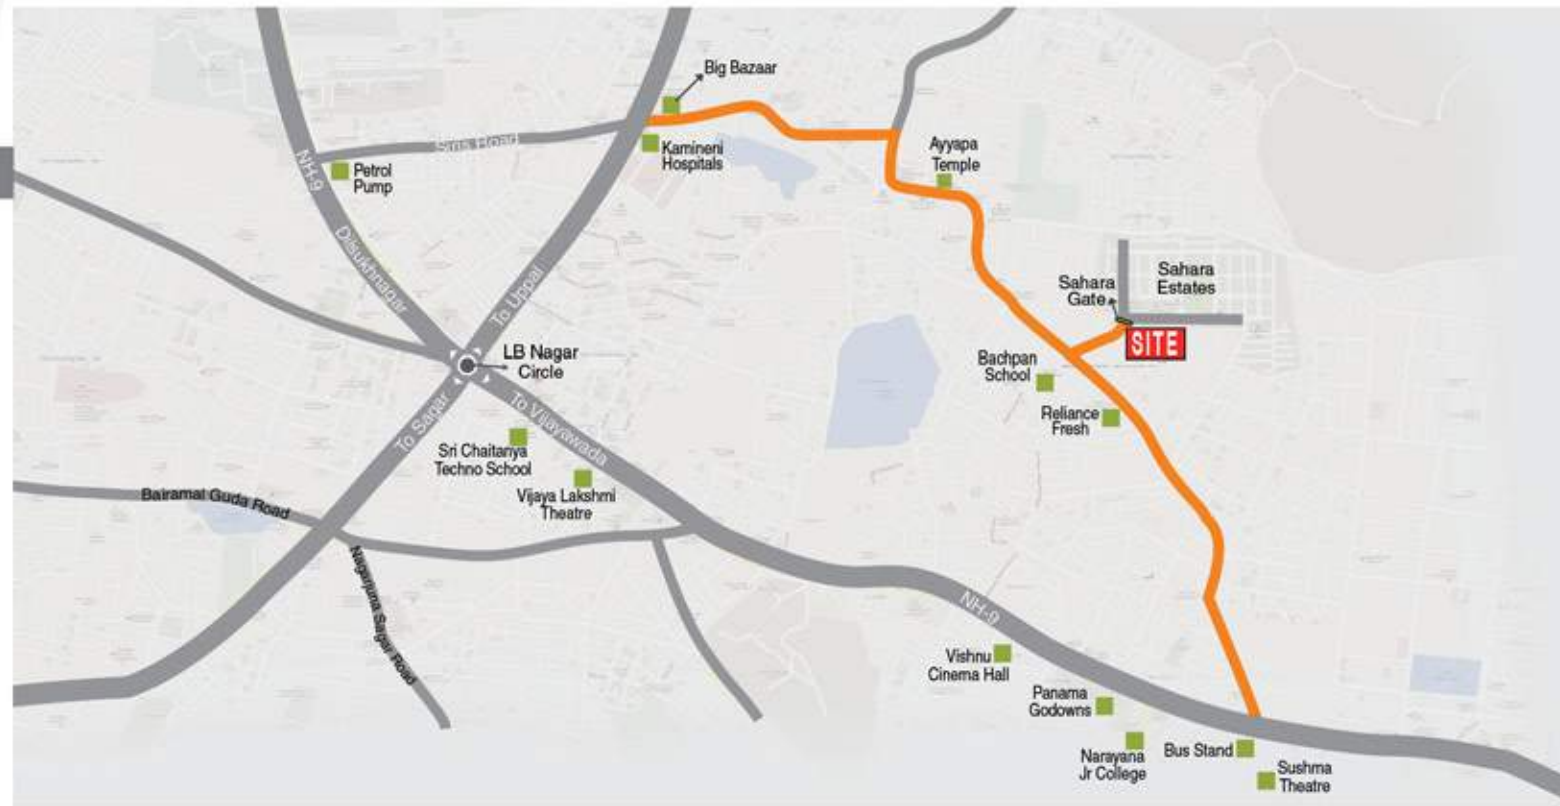 Big Bazaar
Siris Road
Kamineni
Hospitals
Ayyapa
Temple
NH-9
Petrol
Pump
Dilsukhnagar
To Uppal
Sahara
Gate
Sahara
Estates
SITE
LB Nagar
Circle
Bachpan
School
Reliance
Fresh
To Sagar
To Vijayawada
Sri Chaitanya
Techno School
Vijaya Lakshmi
Theatre
Bairamal Guda Road
Nagarjuna Sagar Road
NH-9
Vishnu
Cinema Hall
Panama
Godowns
Narayana
Jr College
Bus Stand
Sushma
Theatre